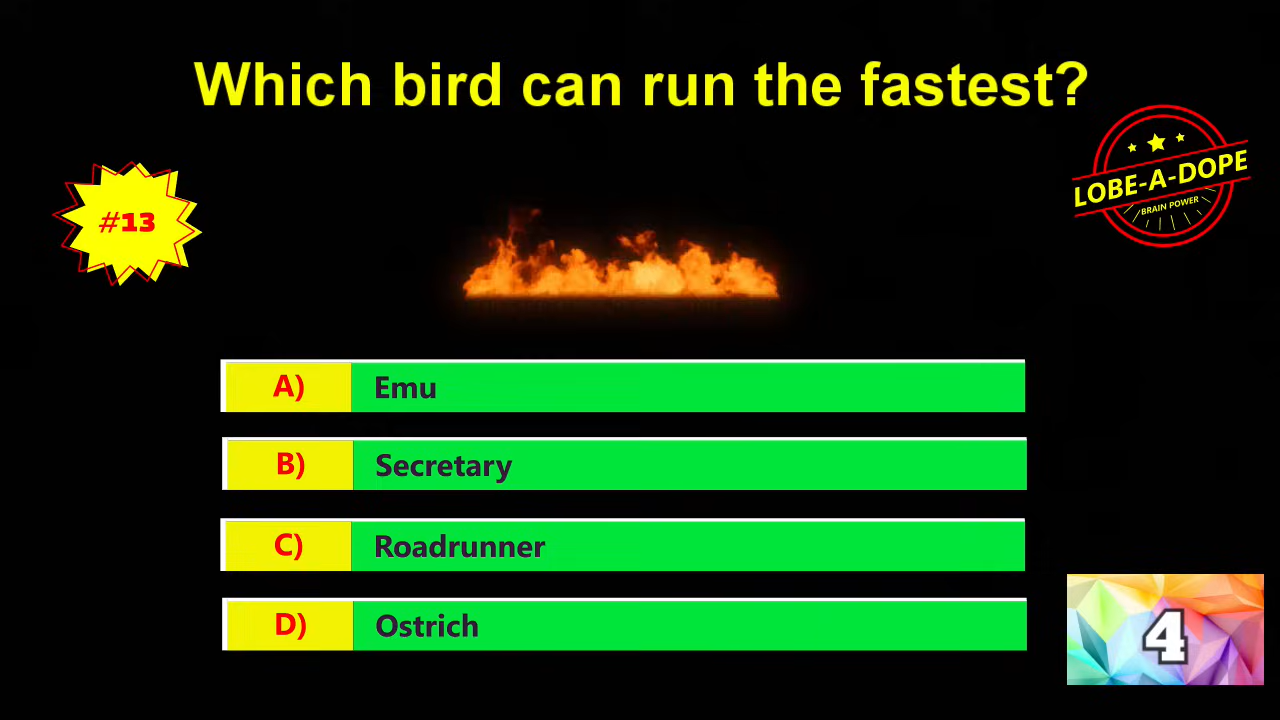 Which bird can run the fastest?
#13
LOBE-A-DOPE
BRAIN POWER
A) Emu
B) Secretary
C) Roadrunner
D) Ostrich
4